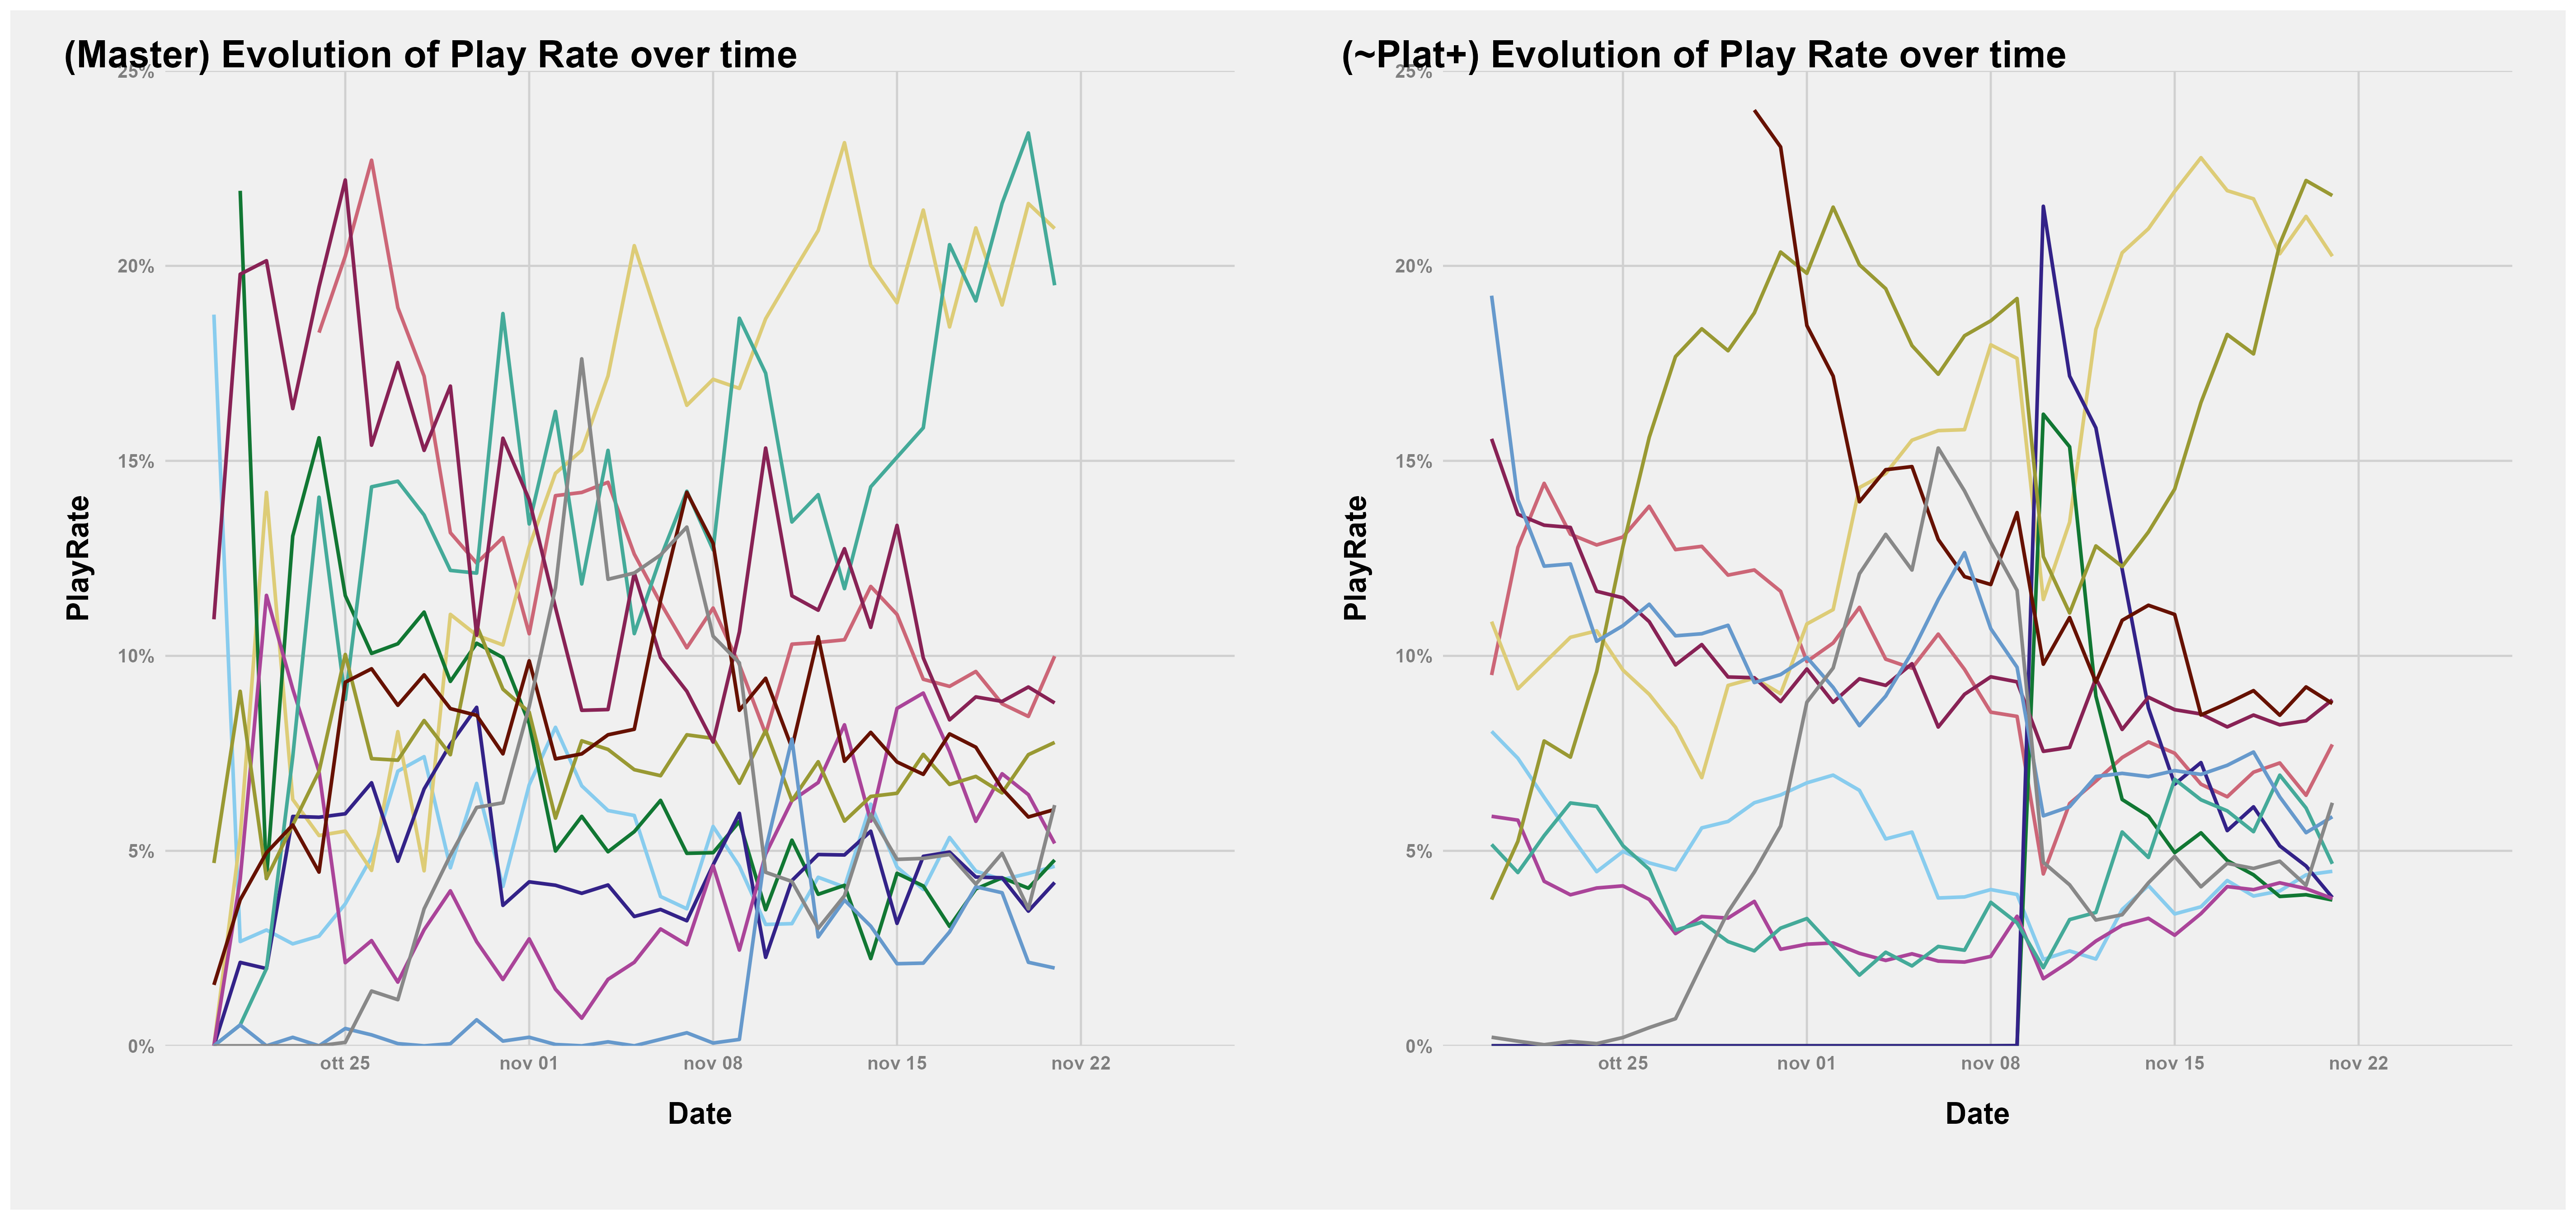 (Master) Evolution of Play Rate over time
25%
20%
15%
10%
5%
0%
PlayRate
ott 25 nov 01 nov 08 nov 15 nov 22
Date
(~Plat+) Evolution of Play Rate over time
25%
20%
15%
10%
5%
0%
PlayRate
ott 25 nov 01 nov 08 nov 15 nov 22
Date